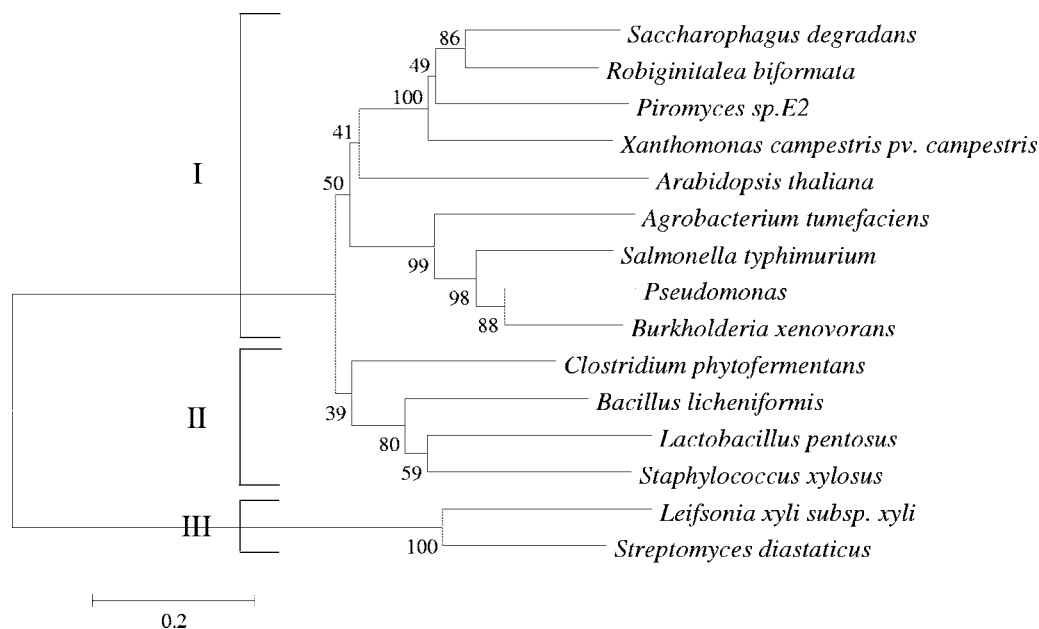 86
Saccharophagus degradans
49
Robiginitalea biformata
100
Piromyces sp.E2
41
Xanthomonas campestris pv. campestris
I
50
Arabidopsis thaliana
Agrobacterium tumefaciens
99
Salmonella typhimurium
98
Pseudomonas
88
Burkholderia xenovorans
Clostridium phytofermentans
II
39
Bacillus licheniformis
80
Lactobacillus pentosus
59
Staphylococcus xylosus
III
Leifsonia xyli subsp. xyli
100
Streptomyces diastaticus
0.2